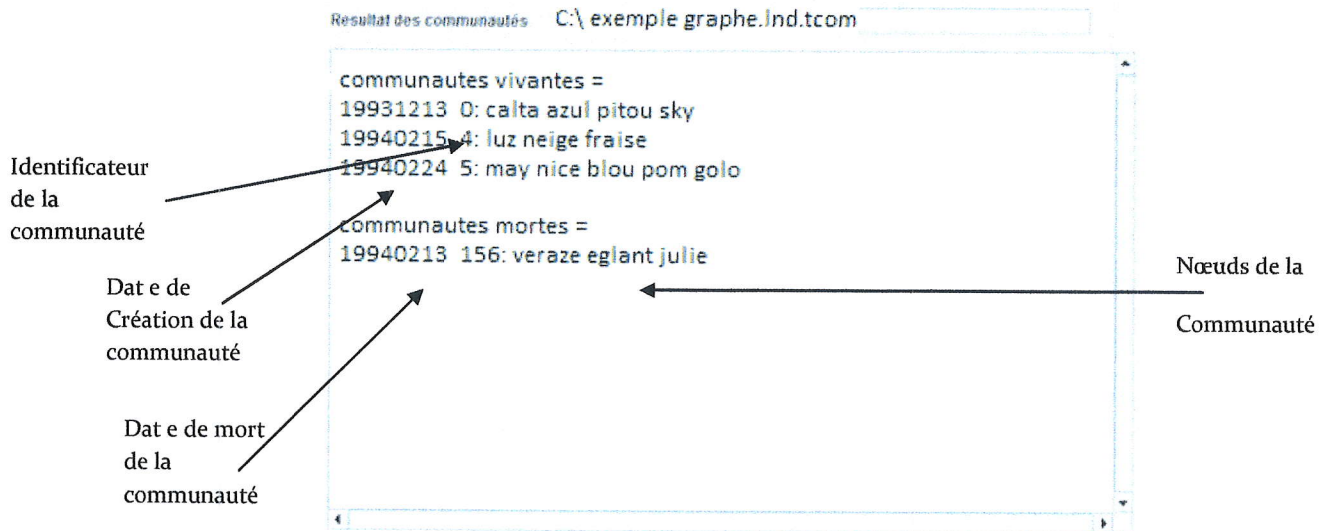 Resultat des communautés C:\ exemple graphe.lnd.tcom
communautes vivantes =
19931213 0: calta azul pitou sky
19940215 4: luz neige fraise
19940224 5: may nice blou pom golo
communautes mortes =
19940213 156: veraze eglant julie
Identificateur
de la
communauté
Dat e de
Création de la
communauté
Dat e de mort
de la
communauté
Nœuds de la
Communauté